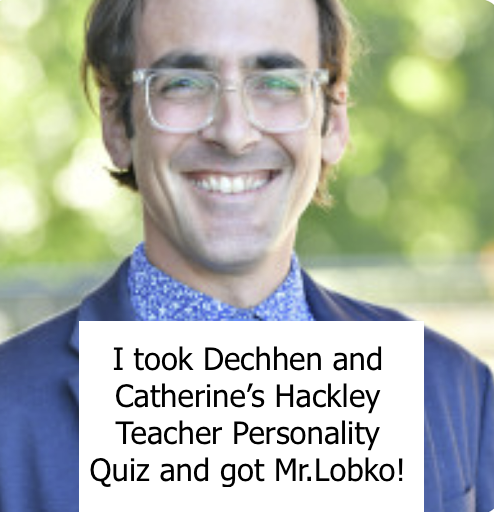 I took Dechhen and
Catherine’s Hackley
Teacher Personality
Quiz and got Mr.Lobko!